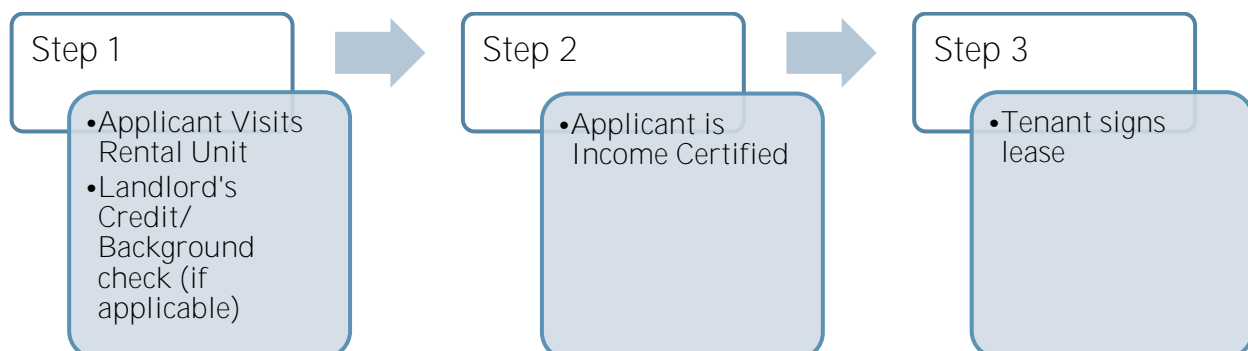 Step 1
•Applicant Visits
Rental Unit
•Landlord's
Credit/
Background
check (if
applicable)
Step 2
•Applicant is
Income Certified
Step 3
•Tenant signs
lease